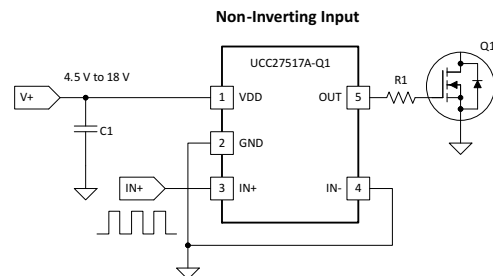 Non-Inverting Input
Q1
4.5 V to 18 V
UCC27517A-Q1
V+
1
VDD
OUT
5
R1
C1
2
GND
IN+
3
IN+
IN-
4